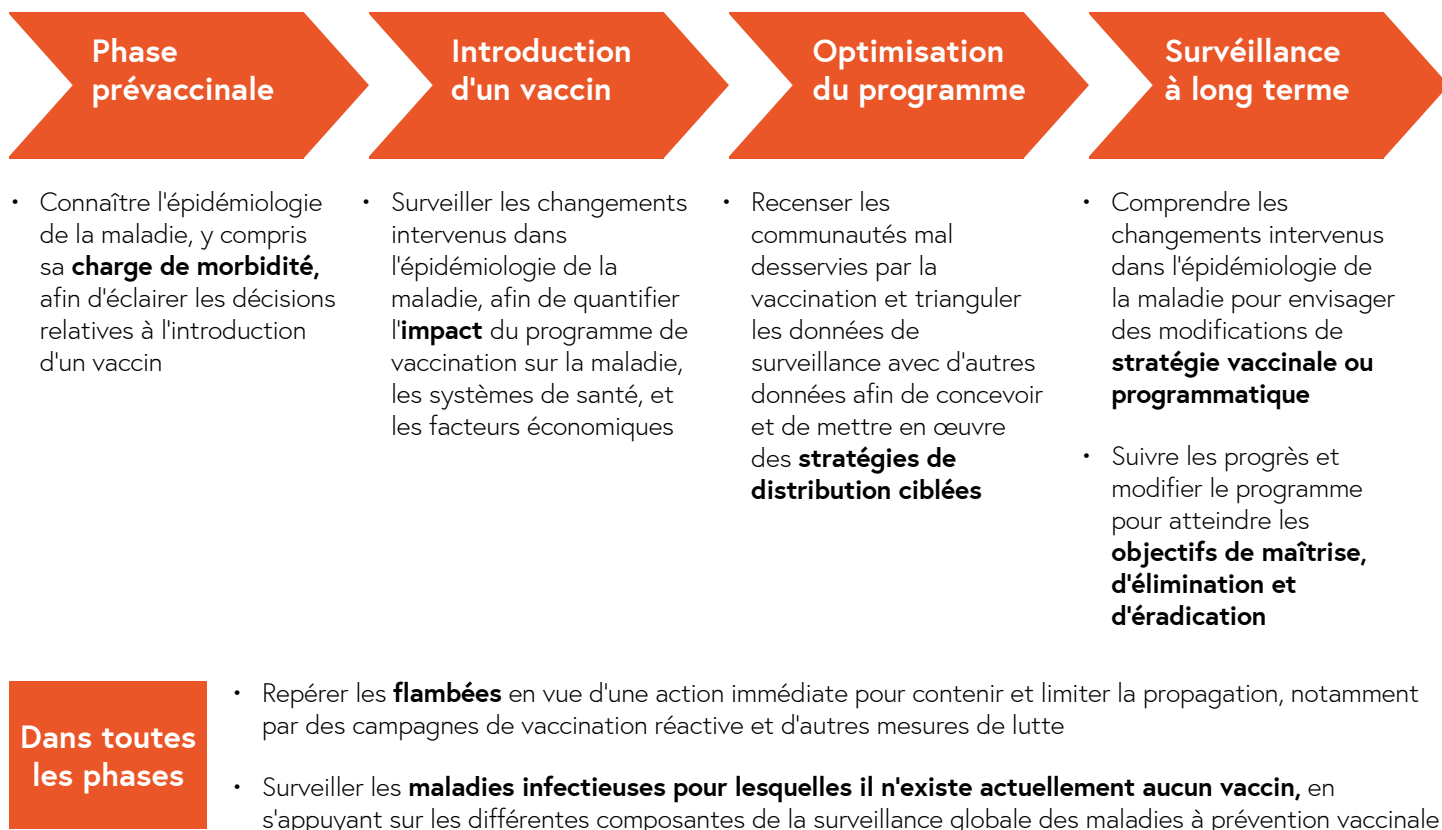 Phase
prévaccinale
Introduction
d'un vaccin
Optimisation
du programme
Survéillance
à long terme
• Connaître l'épidémiologie
de la maladie, y compris
sa charge de morbidité,
afin d'éclairer les décisions
relatives à l'introduction
d'un vaccin
• Surveiller les changements
intervenus dans
l'épidémiologie de la
maladie, afin de quantifier
l'impact du programme de
vaccination sur la maladie,
les systèmes de santé, et
les facteurs économiques
• Recenser les
communautés mal
desservies par la
vaccination et trianguler
les données de
surveillance avec d'autres
données afin de concevoir
et de mettre en œuvre
des stratégies de
distribution ciblées
• Comprendre les
changements intervenus
dans l'épidémiologie de
la maladie pour envisager
des modifications de
stratégie vaccinale ou
programmatique
• Suivre les progrès et
modifier le programme
pour atteindre les
objectifs de maîtrise,
d'élimination et
d'éradication
Dans toutes
les phases
• Repérer les flambées en vue d'une action immédiate pour contenir et limiter la propagation, notamment
par des campagnes de vaccination réactive et d'autres mesures de lutte
• Surveiller les maladies infectieuses pour lesquelles il n'existe actuellement aucun vaccin, en
s'appuyant sur les différentes composantes de la surveillance globale des maladies à prévention vaccinale